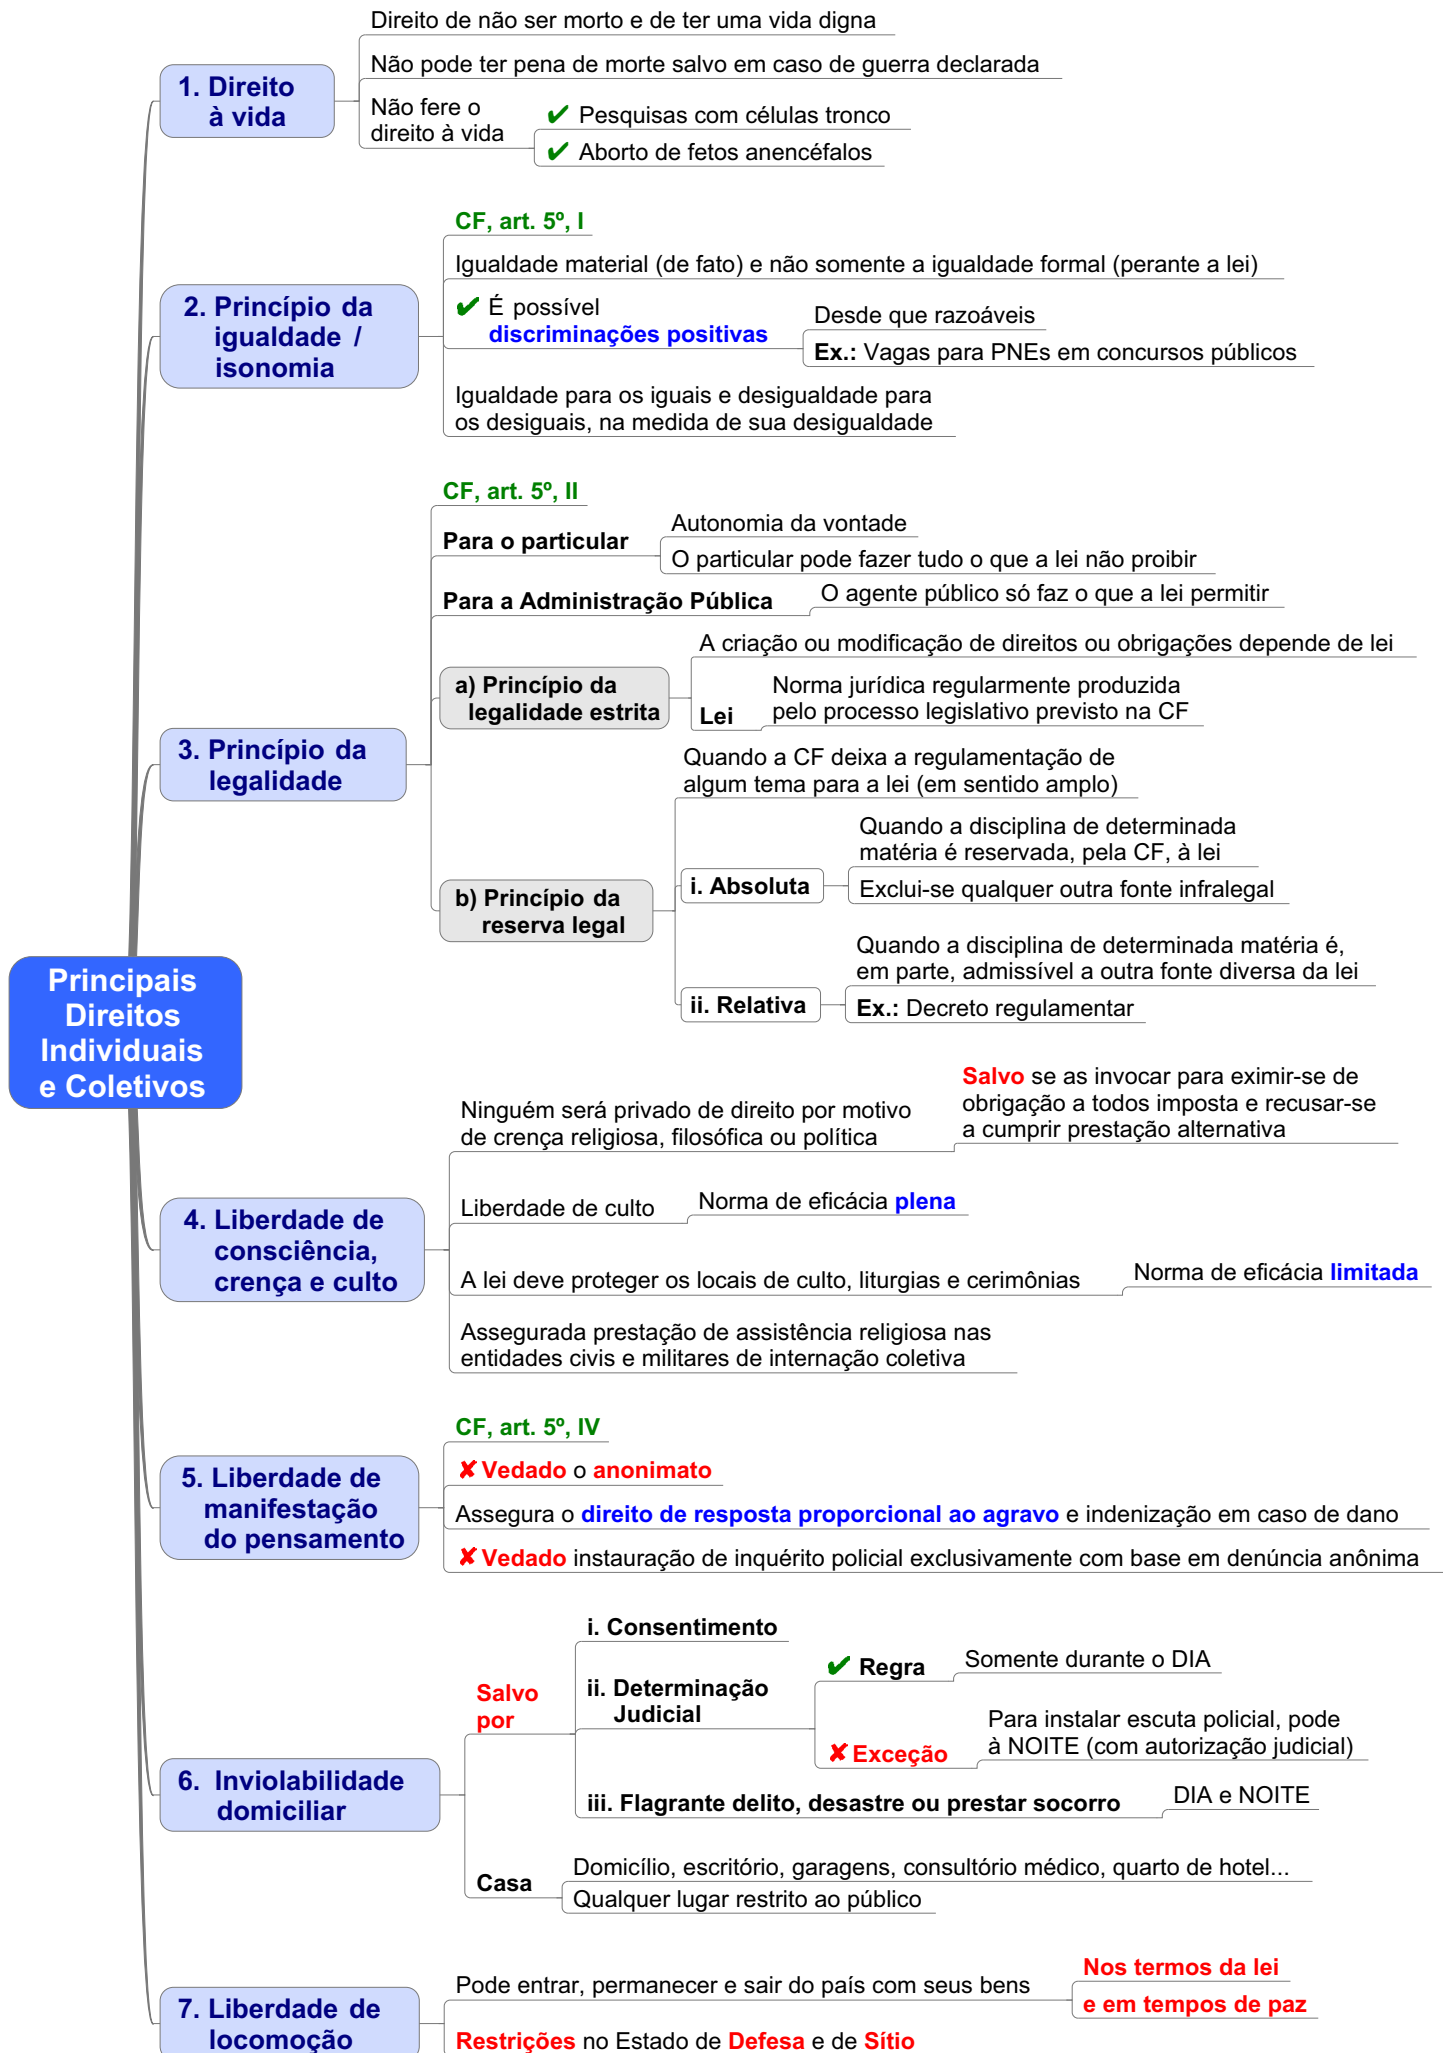 Direito de não ser morto e de ter uma vida digna
Não pode ter pena de morte salvo em caso de guerra declarada
1. Direito
à vida
Não fere o
direito à vida
✔ Pesquisas com células tronco
✔ Aborto de fetos anencéfalos
CF, art. 5º, I
Igualdade material (de fato) e não somente a igualdade formal (perante a lei)
2. Princípio da
igualdade /
isonomia
✔ É possível
discriminações positivas
Desde que razoáveis
Ex.: Vagas para PNEs em concursos públicos
Igualdade para os iguais e desigualdade para
os desiguais, na medida de sua desigualdade
CF, art. 5º, II
Para o particular
Autonomia da vontade
O particular pode fazer tudo o que a lei não proibir
Para a Administração Pública
O agente público só faz o que a lei permitir
a) Princípio da
legalidade estrita
A criação ou modificação de direitos ou obrigações depende de lei
Lei
Norma jurídica regularmente produzida
pelo processo legislativo previsto na CF
3. Princípio da
legalidade
Quando a CF deixa a regulamentação de
algum tema para a lei (em sentido amplo)
b) Princípio da
reserva legal
i. Absoluta
Quando a disciplina de determinada
matéria é reservada, pela CF, à lei
Exclui-se qualquer outra fonte infralegal
ii. Relativa
Quando a disciplina de determinada matéria é,
em parte, admissível a outra fonte diversa da lei
Ex.: Decreto regulamentar
Principais
Direitos
Individuais
e Coletivos
Ninguém será privado de direito por motivo
de crença religiosa, filosófica ou política
Salvo se as invocar para eximir-se de
obrigação a todos imposta e recusar-se
a cumprir prestação alternativa
4. Liberdade de
consciência,
crença e culto
Liberdade de culto
Norma de eficácia plena
A lei deve proteger os locais de culto, liturgias e cerimônias
Norma de eficácia limitada
Assegurada prestação de assistência religiosa nas
entidades civis e militares de internação coletiva
CF, art. 5º, IV
✘ Vedado o anonimato
5. Liberdade de
manifestação
do pensamento
Assegura o direito de resposta proporcional ao agravo e indenização em caso de dano
✘ Vedado instauração de inquérito policial exclusivamente com base em denúncia anônima
6. Inviolabilidade
domiciliar
Salvo
por
i. Consentimento
ii. Determinação
Judicial
✔ Regra
Somente durante o DIA
✘ Exceção
Para instalar escuta policial, pode
à NOITE (com autorização judicial)
iii. Flagrante delito, desastre ou prestar socorro
DIA e NOITE
Casa
Domicílio, escritório, garagens, consultório médico, quarto de hotel...
Qualquer lugar restrito ao público
7. Liberdade de
locomoção
Pode entrar, permanecer e sair do país com seus bens
Nos termos da lei
e em tempos de paz
Restrições no Estado de Defesa e de Sítio